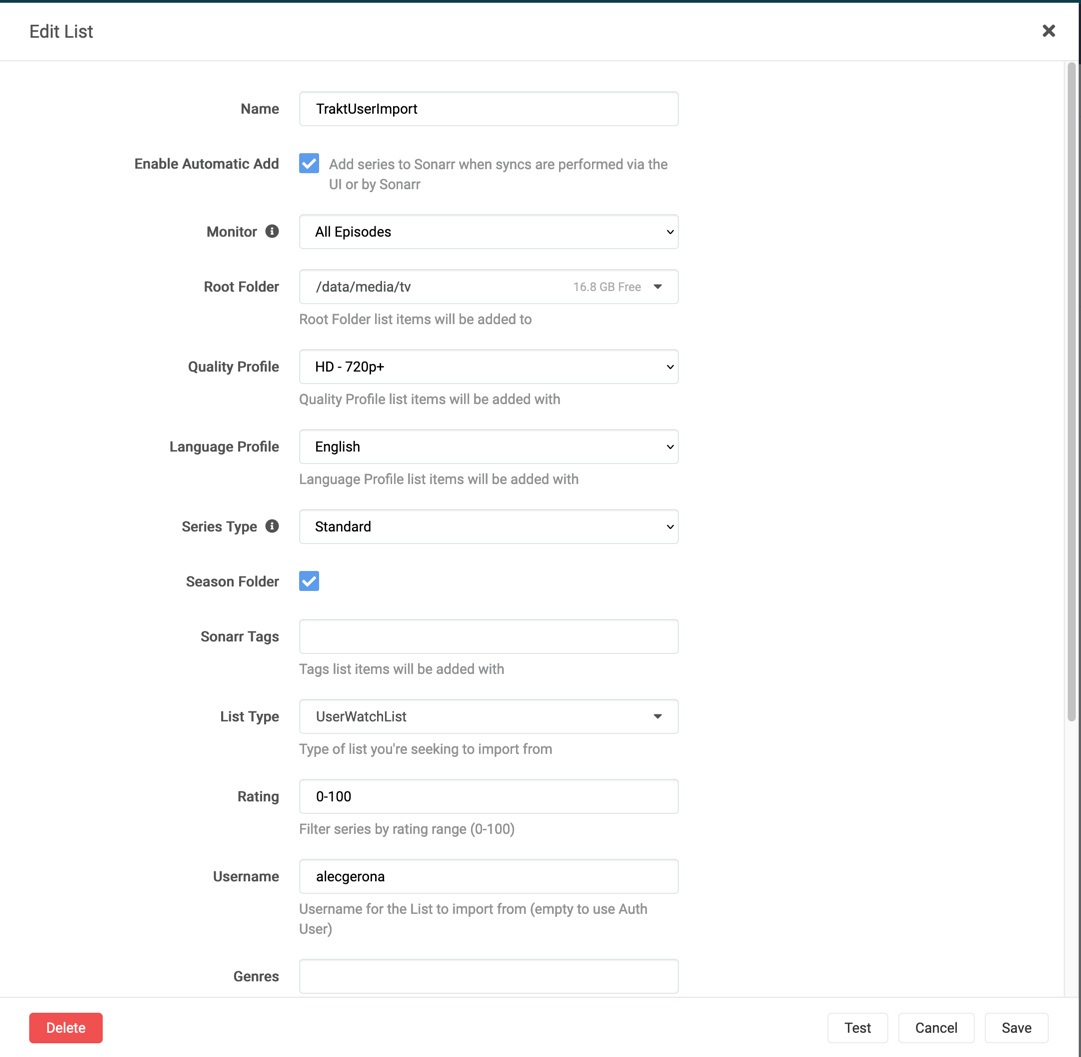 Edit List
Name
TraktUserImport
Enable Automatic Add
Add series to Sonarr when syncs are performed via the
UI or by Sonarr
Monitor
All Episodes
Root Folder
/data/media/tv
16.8 GB Free
Root Folder list items will be added to
Quality Profile
HD - 720p+
Quality Profile list items will be added with
Language Profile
English
Language Profile list items will be added with
Series Type
Standard
Season Folder
Sonarr Tags
Tags list items will be added with
List Type
UserWatchList
Type of list you're seeking to import from
Rating
0-100
Filter series by rating range (0-100)
Username
alecgerona
Username for the List to import from (empty to use Auth
User)
Genres
Delete
Test
Cancel
Save